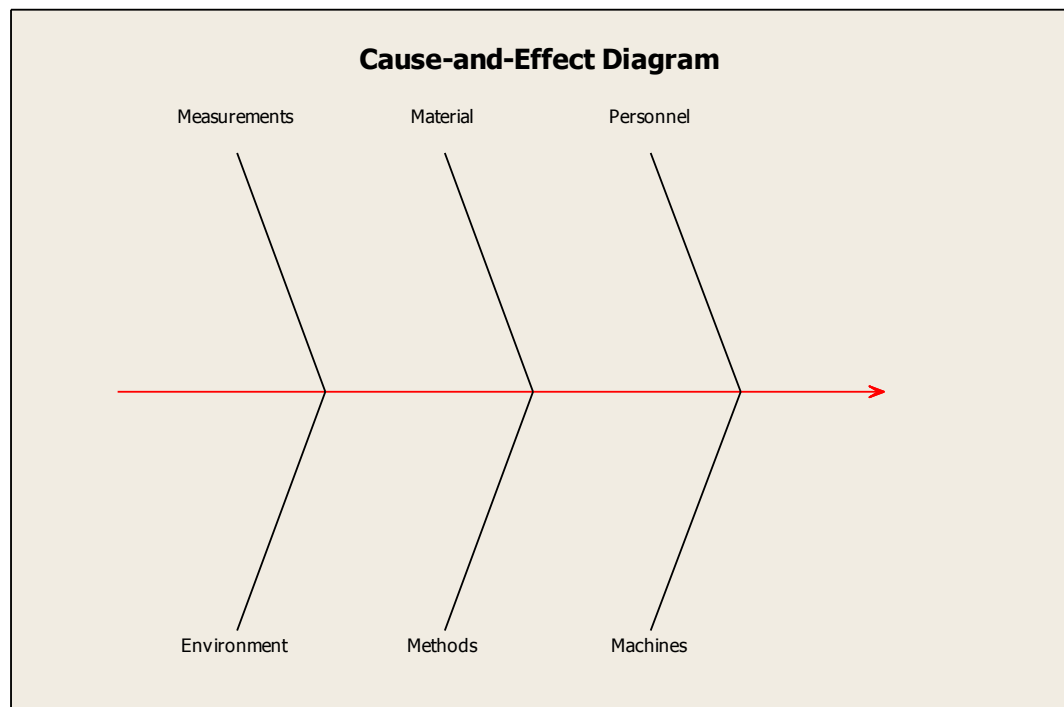 Cause-and-Effect Diagram
Measurements Material Personnel
Environment Methods Machines